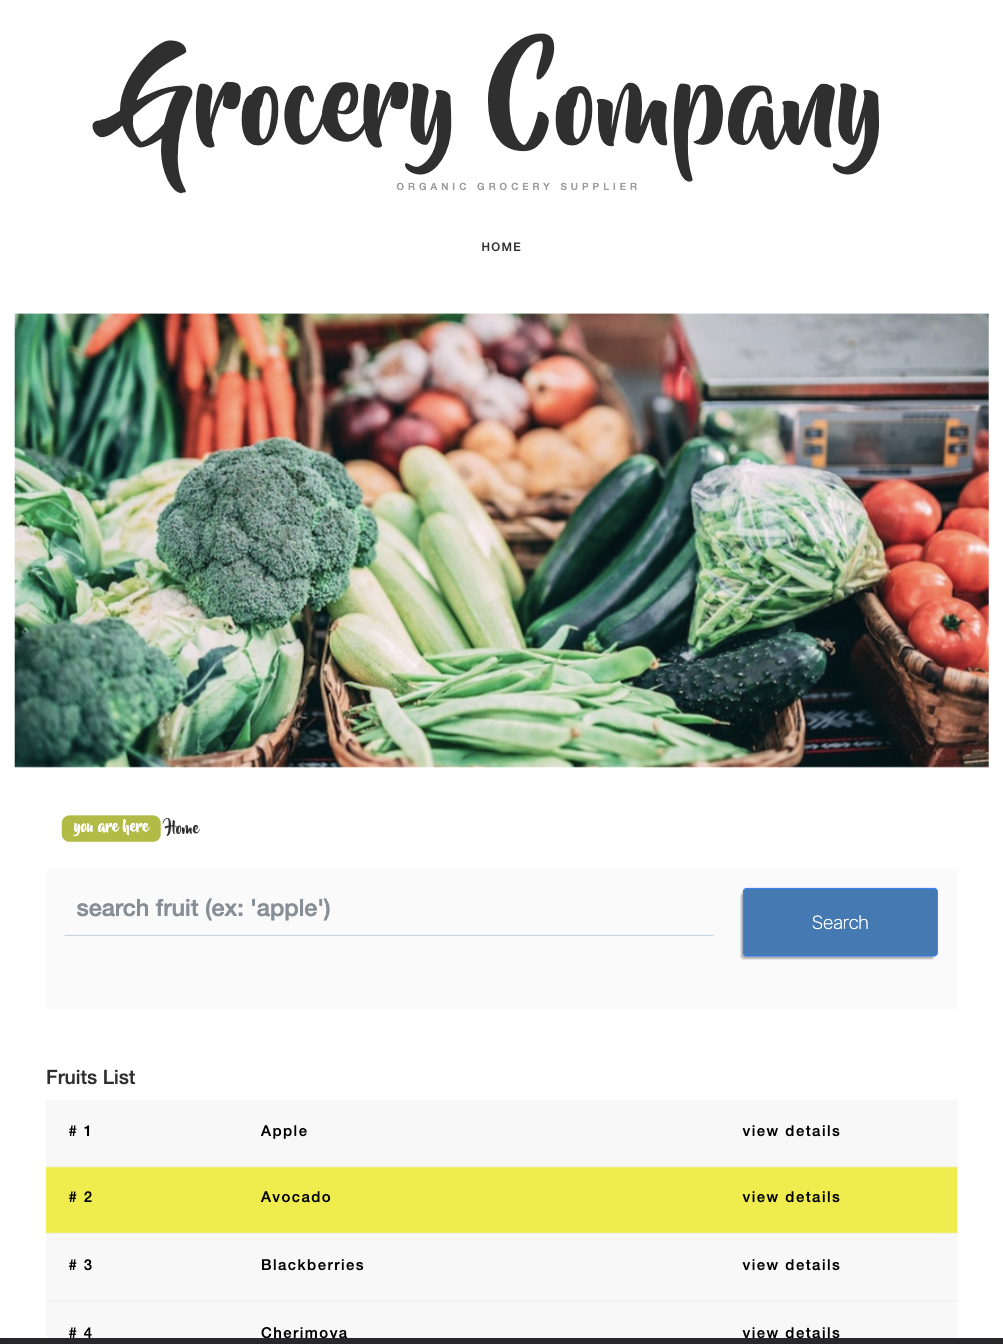 Grocery Company
ORGANIC GROCERY SUPPLIER
HOME
you are here Home
search fruit (ex: 'apple')
Search
Fruits List
# 1 Apple view details
# 2 Avocado view details
# 3 Blackberries view details
# 4 Cherimoya view details